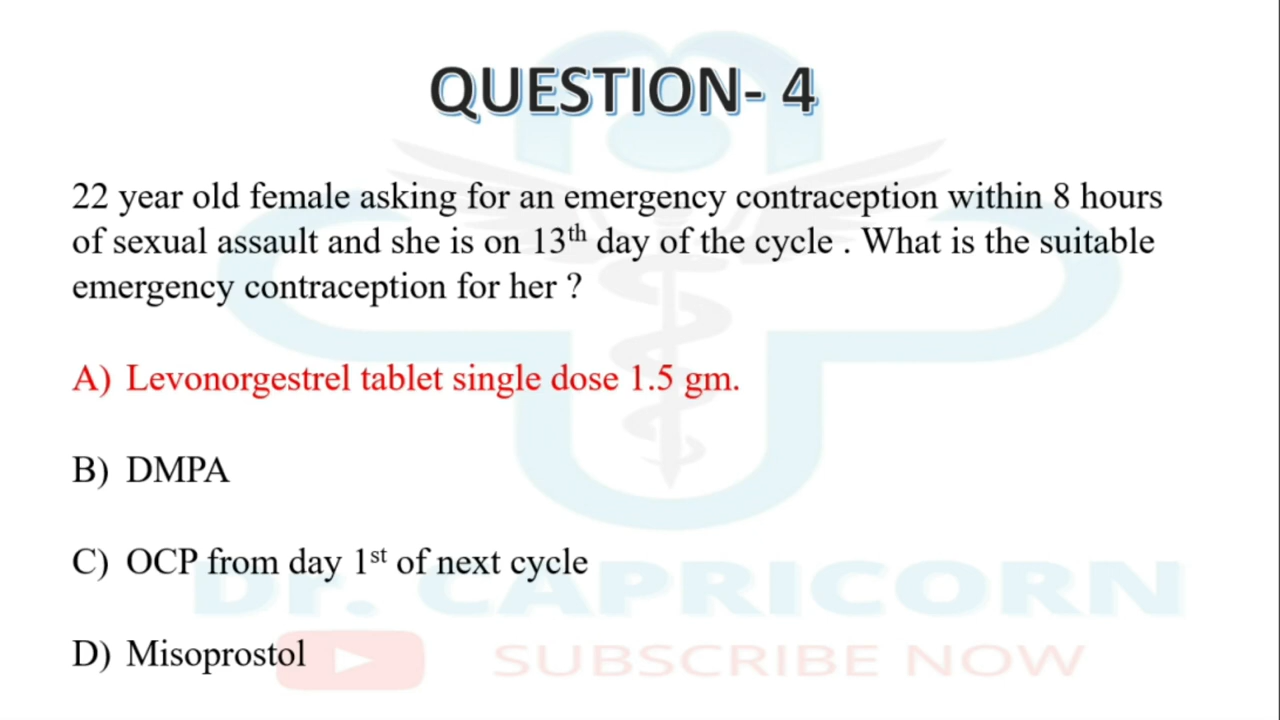 QUESTION- 4
22 year old female asking for an emergency contraception within 8 hours
of sexual assault and she is on 13th day of the cycle . What is the suitable
emergency contraception for her ?
A) Levonorgestrel tablet single dose 1.5 gm.
B) DMPA
C) OCP from day 1st of next cycle
DR. CAPRICORN
D) Misoprostol
SUBSCRIBE NOW